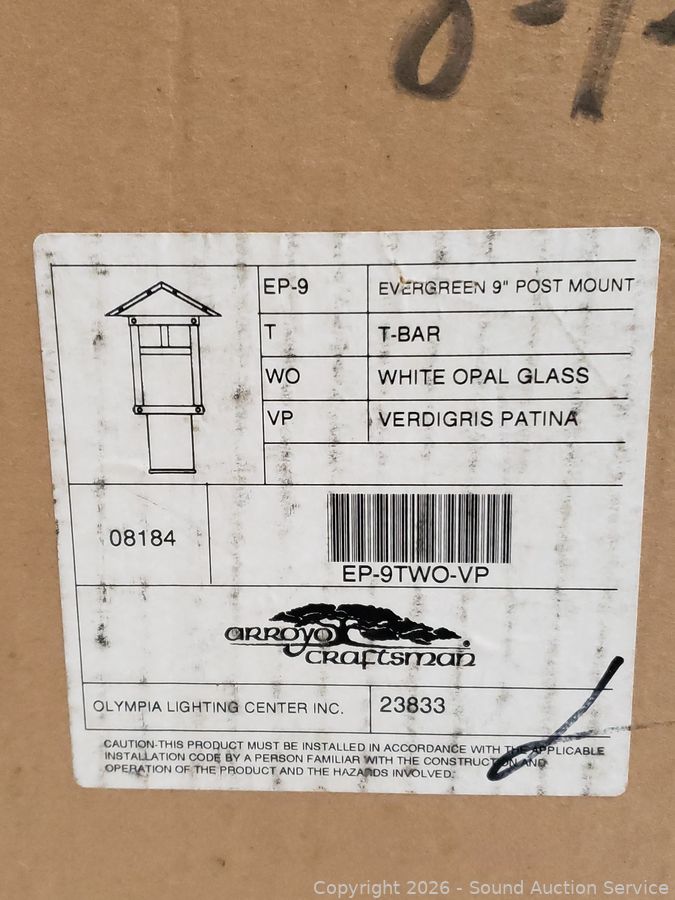 EP-9 EVERGREEN 9" POST MOUNT
T T-BAR
WO WHITE OPAL GLASS
VP VERDIGRIS PATINA
08184
EP-9TWO-VP
arroyo
craftsman
OLYMPIA LIGHTING CENTER INC. 23833
CAUTION-THIS PRODUCT MUST BE INSTALLED IN ACCORDANCE WITH THE APPLICABLE
INSTALLATION CODE BY A PERSON FAMILIAR WITH THE CONSTRUCTION AND
OPERATION OF THE PRODUCT AND THE HAZARDS INVOLVED.
Copyright 2026 - Sound Auction Service